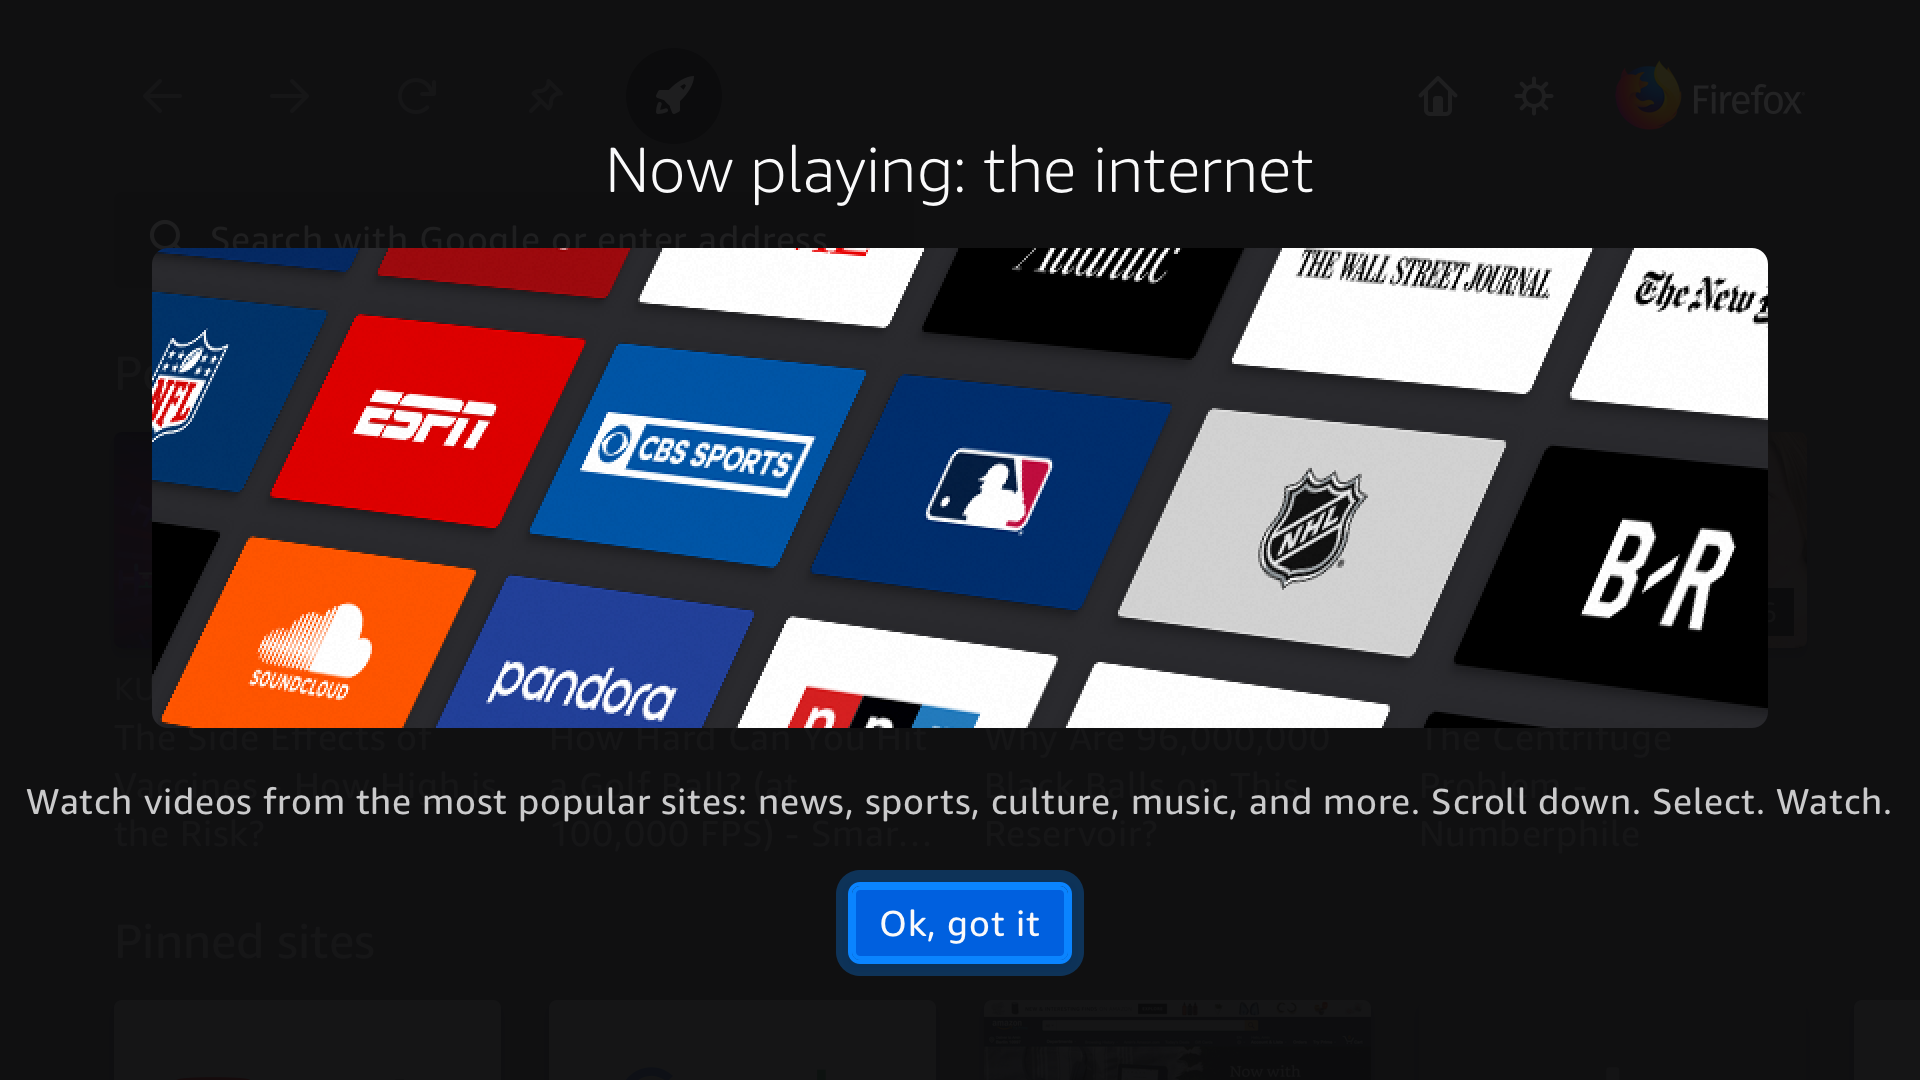 Firefox
Now playing: the internet
Search with Google or enter address
Atlantic
THE WALL STREET JOURNAL.
The New
NFL
ESPN
CBS SPORTS
NHL
B/R
SOUNDCLOUD
pandora
npr
The Side Effects of
How Hard Can You Hit
Why Are 96,000,000
The Centrifuge
Vaccines - How High is
a Golf Ball? (at
Black Balls on This
Problem -
Watch videos from the most popular sites: news, sports, culture, music, and more. Scroll down. Select. Watch.
the Risk?
100,000 FPS) - Smar...
Reservoir?
Numberphile
Ok, got it
Pinned sites
Now with